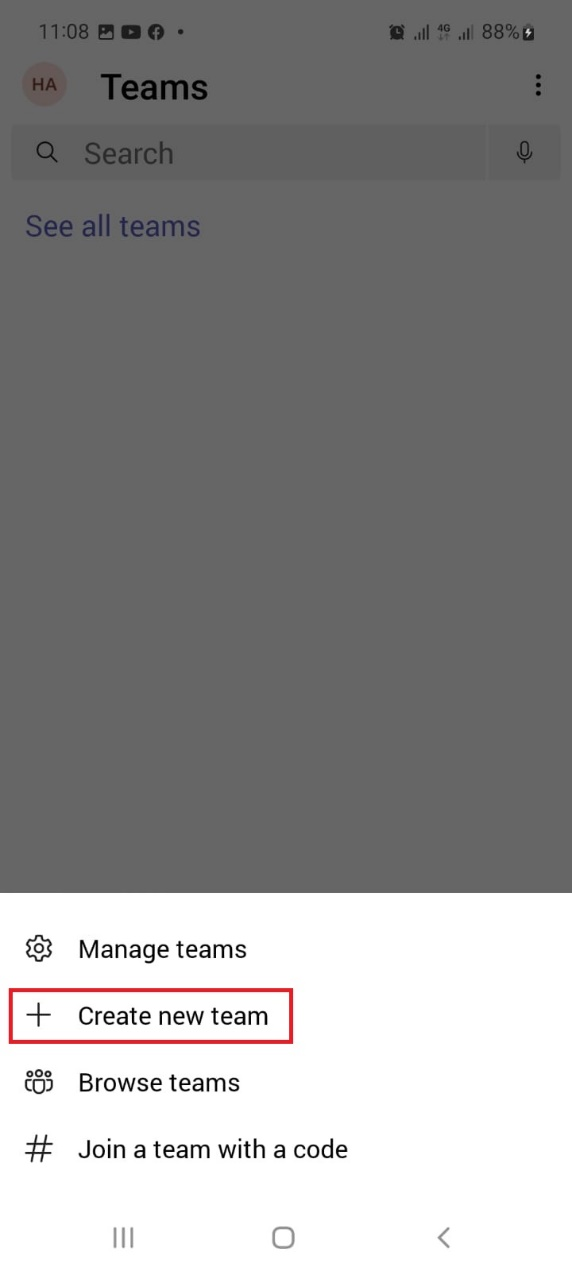 11:08
4G
88%
HA
Teams
Search
See all teams
Manage teams
Create new team
Browse teams
Join a team with a code